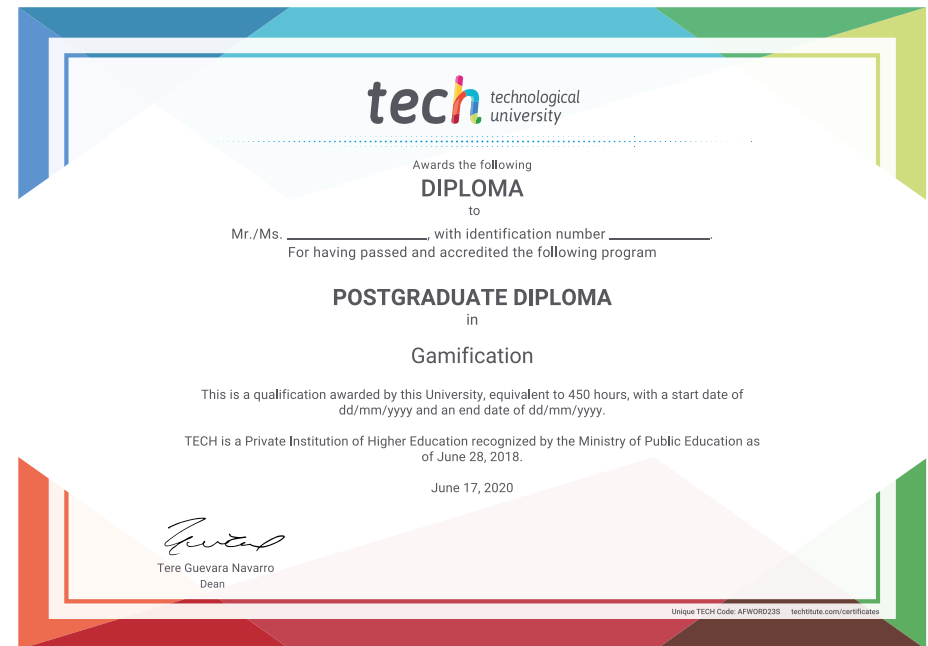 tech technological
university
Awards the following
DIPLOMA
to
Mr./Ms. ____________________, with identification number ______________.
For having passed and accredited the following program
POSTGRADUATE DIPLOMA
in
Gamification
This is a qualification awarded by this University, equivalent to 450 hours, with a start date of
dd/mm/yyyy and an end date of dd/mm/yyyy.
TECH is a Private Institution of Higher Education recognized by the Ministry of Public Education as
of June 28, 2018.
June 17, 2020
Tere Guevara Navarro
Dean
Unique TECH Code: AFWORD23S techtitute.com/certificates